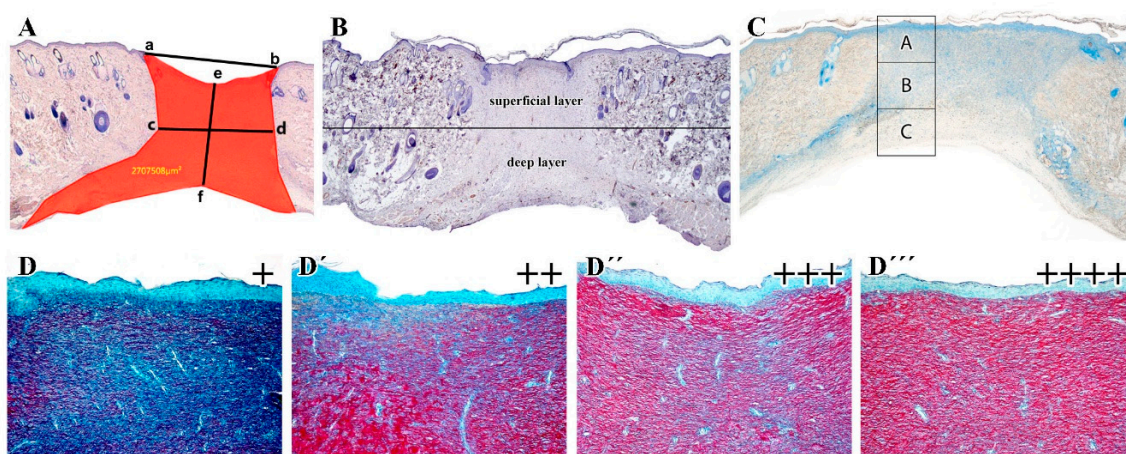 A
a
b
e
c
d
2707508µm²
f
B
superficial layer
deep layer
C
A
B
C
D
+
D´
++
D´´
+++
D´´´
++++